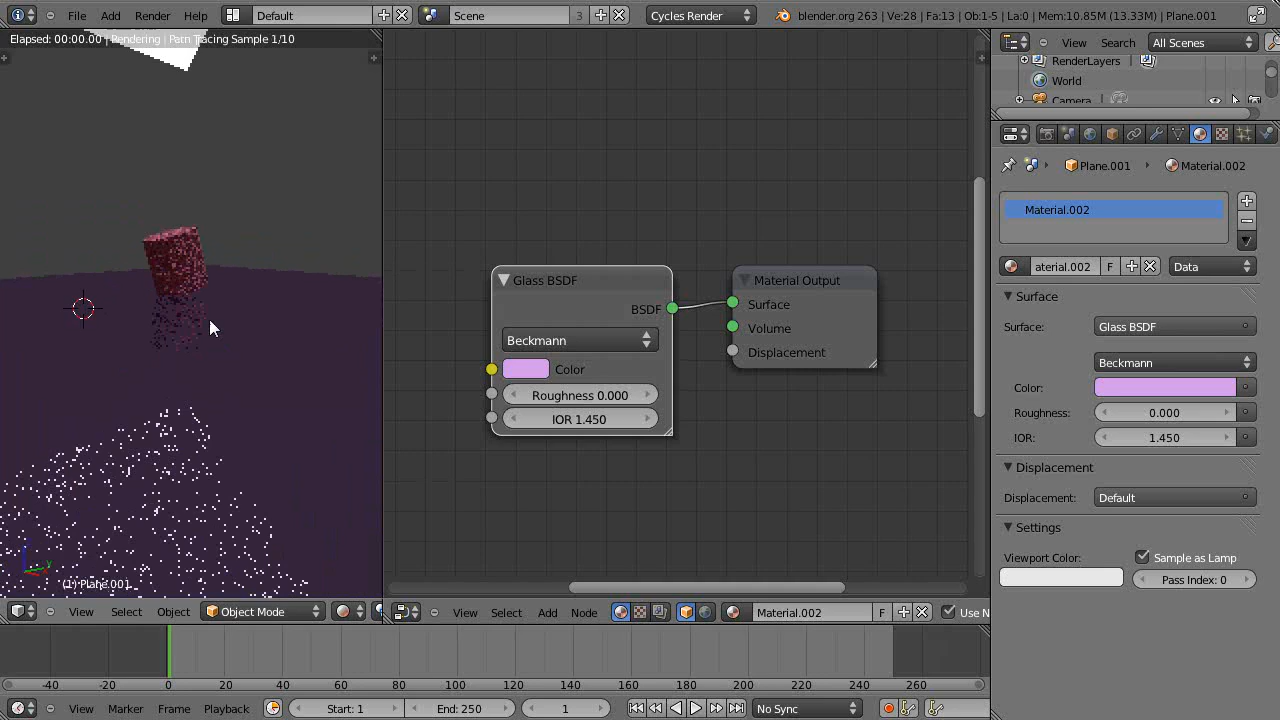 File Add Render Help Default Scene 3 Cycles Render blender.org 263 | Ve:28 | Fa:13 | Ob:1-5 | La:0 | Mem:10.85M (13.33M) | Plane.001
Elapsed: 00:00.00 | Rendering | Path Tracing Sample 1/10
View Search All Scenes
RenderLayers
World
Camera
Plane.001 Material.002
Material.002
aterial.002 F Data
Surface
Surface: Glass BSDF
Beckmann
Color:
Roughness: 0.000
IOR: 1.450
Displacement
Displacement: Default
Settings
Viewport Color: Sample as Lamp
Pass Index: 0
Glass BSDF
BSDF
Beckmann
Color
Roughness 0.000
IOR 1.450
Material Output
Surface
Volume
Displacement
(1) Plane.001
View Select Object Object Mode
View Select Add Node Material.002 F Use N
-40 -20 0 20 40 60 80 100 120 140 160 180 200 220 240 260
View Marker Frame Playback Start: 1 End: 250 1 No Sync